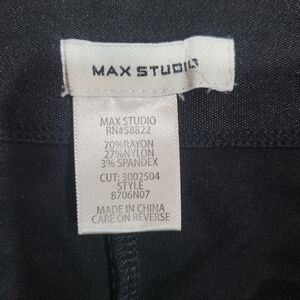 MAX STUDIO
MAX STUDIO
RN#58822
70%RAYON
27%NYLON
3% SPANDEX
CUT: 3002504
STYLE
8706N07
MADE IN CHINA
CARE ON REVERSE